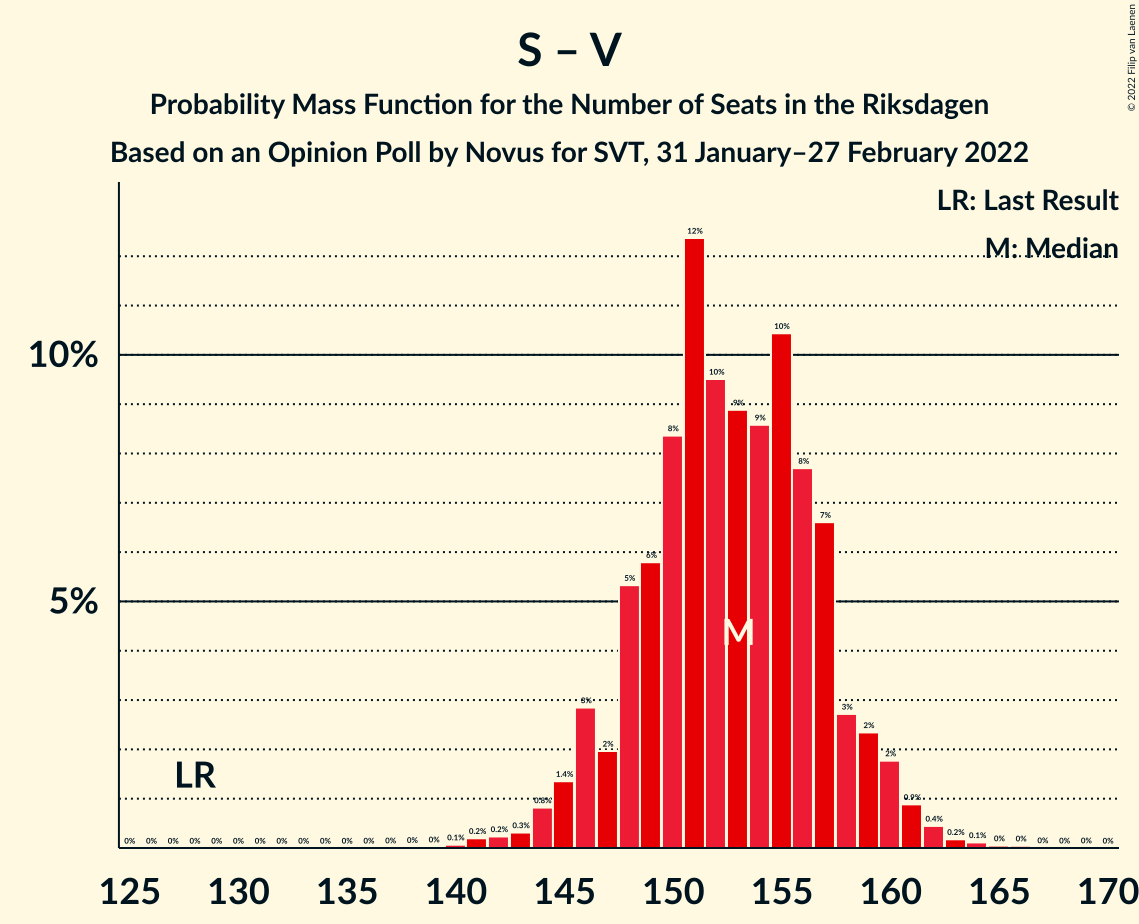 S – V
Probability Mass Function for the Number of Seats in the Riksdagen
Based on an Opinion Poll by Novus for SVT, 31 January–27 February 2022
© 2022 Filip van Laenen
LR: Last Result
M: Median
10%
5%
LR
M
0% 0% 0% 0% 0% 0% 0% 0% 0% 0% 0% 0% 0% 0% 0% 0.1% 0.2% 0.2% 0.3% 0.8% 1.4% 3% 2% 5% 6% 8% 12% 10% 9% 9% 10% 8% 7% 3% 2% 2% 0.9% 0.4% 0.2% 0.1% 0% 0% 0% 0% 0% 0%
125 130 135 140 145 150 155 160 165 170